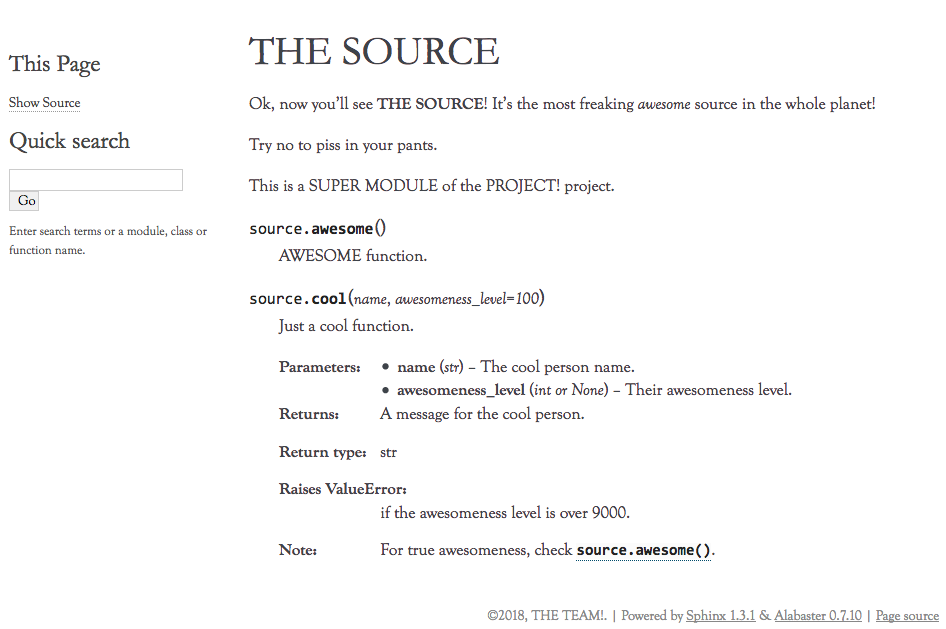 This Page
Show Source
Quick search
Go
Enter search terms or a module, class or
function name.
THE SOURCE
Ok, now you’ll see THE SOURCE! It’s the most freaking awesome source in the whole planet!
Try no to piss in your pants.
This is a SUPER MODULE of the PROJECT! project.
source.awesome()
AWESOME function.
source.cool(name, awesomeness_level=100)
Just a cool function.
Parameters: • name (str) – The cool person name.
• awesomeness_level (int or None) – Their awesomeness level.
Returns: A message for the cool person.
Return type: str
Raises ValueError:
if the awesomeness level is over 9000.
Note: For true awesomeness, check source.awesome().
©2018, THE TEAM!. | Powered by Sphinx 1.3.1 & Alabaster 0.7.10 | Page source